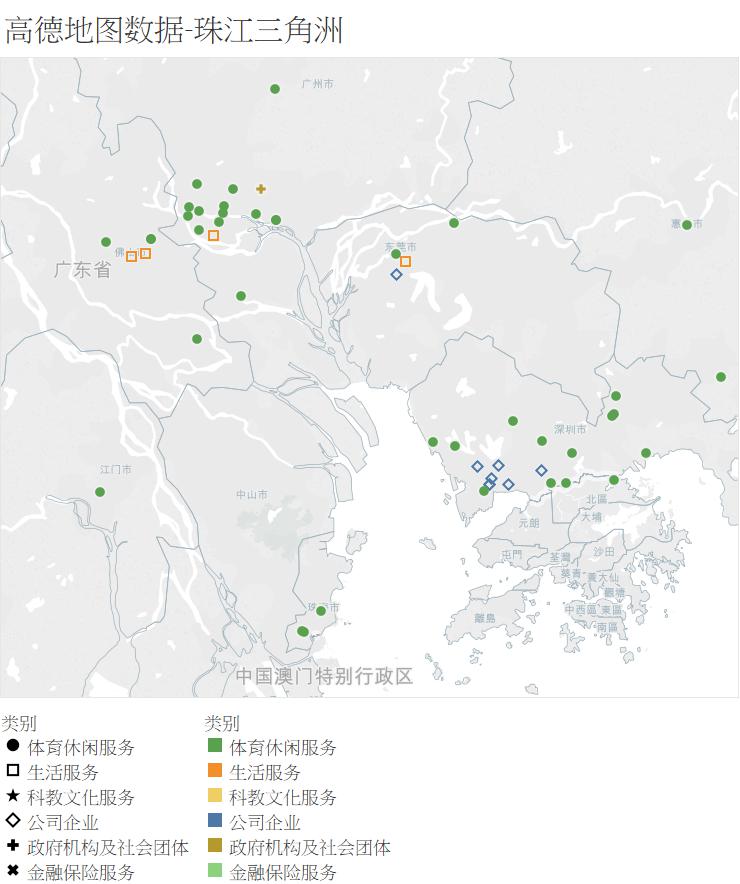 高德地图数据-珠江三角洲
广州市
惠 市
东莞市
佛
广东省
深圳市
江门市
中山市
北區
大埔
元朗
屯門
荃灣
沙田
葵青
黃大仙
觀塘
珠 市
中西區
東區
離島
南區
中国澳门特别行政区
类别
体育休闲服务
生活服务
科教文化服务
公司企业
政府机构及社会团体
金融保险服务
类别
体育休闲服务
生活服务
科教文化服务
公司企业
政府机构及社会团体
金融保险服务